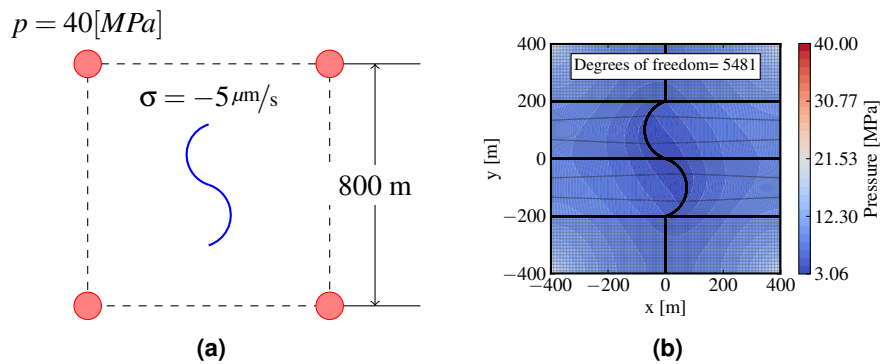 p = 40[MPa]
σ = −5 μm/s
800 m
(a)
Degrees of freedom= 5481
400
200
0
−200
−400
y [m]
−400 −200 0 200 400
x [m]
40.00
30.77
21.53
12.30
3.06
Pressure [MPa]
(b)